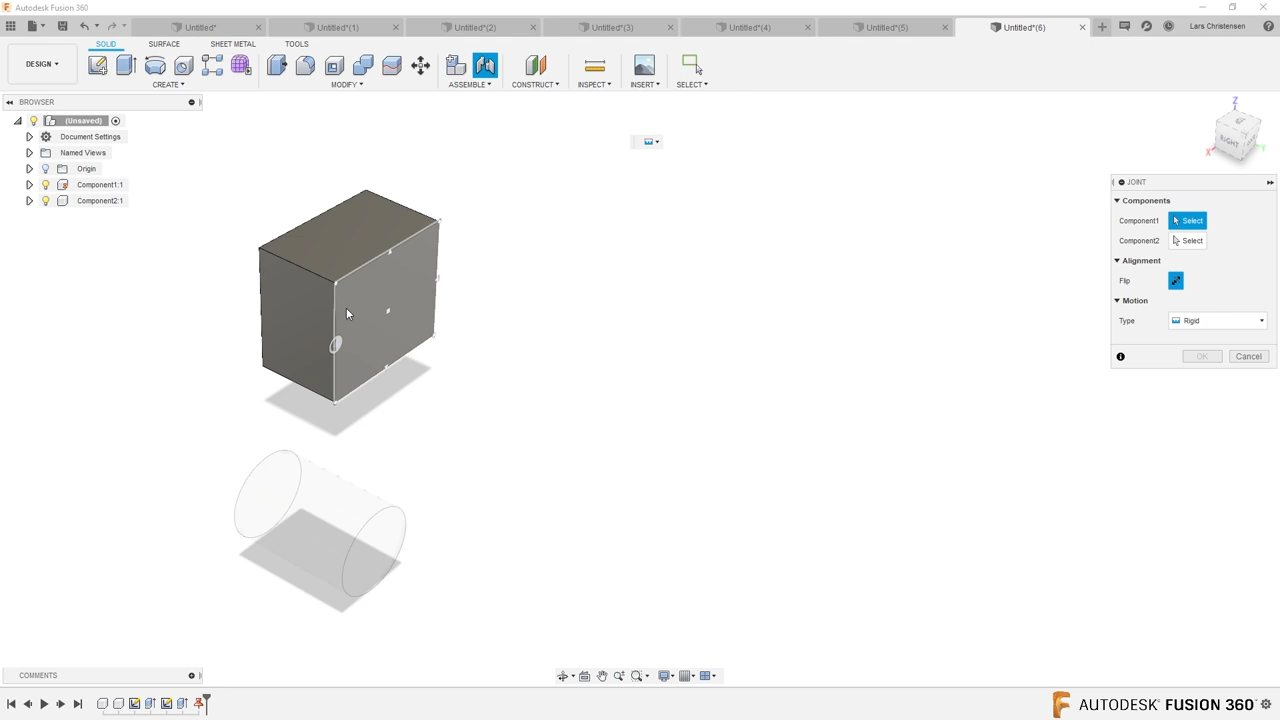 Autodesk Fusion 360
Untitled*
Untitled*(1)
Untitled*(2)
Untitled*(3)
Untitled*(4)
Untitled*(5)
Untitled*(6)
Lars Christensen
SOLID
SURFACE
SHEET METAL
TOOLS
DESIGN
CREATE
MODIFY
ASSEMBLE
CONSTRUCT
INSPECT
INSERT
SELECT
BROWSER
(Unsaved)
Document Settings
Named Views
Origin
Component1:1
Component2:1
Z
RIGHT
X
Y
JOINT
Components
Component1
Select
Component2
Select
Alignment
Flip
Motion
Type
Rigid
OK
Cancel
COMMENTS
AUTODESK® FUSION 360™